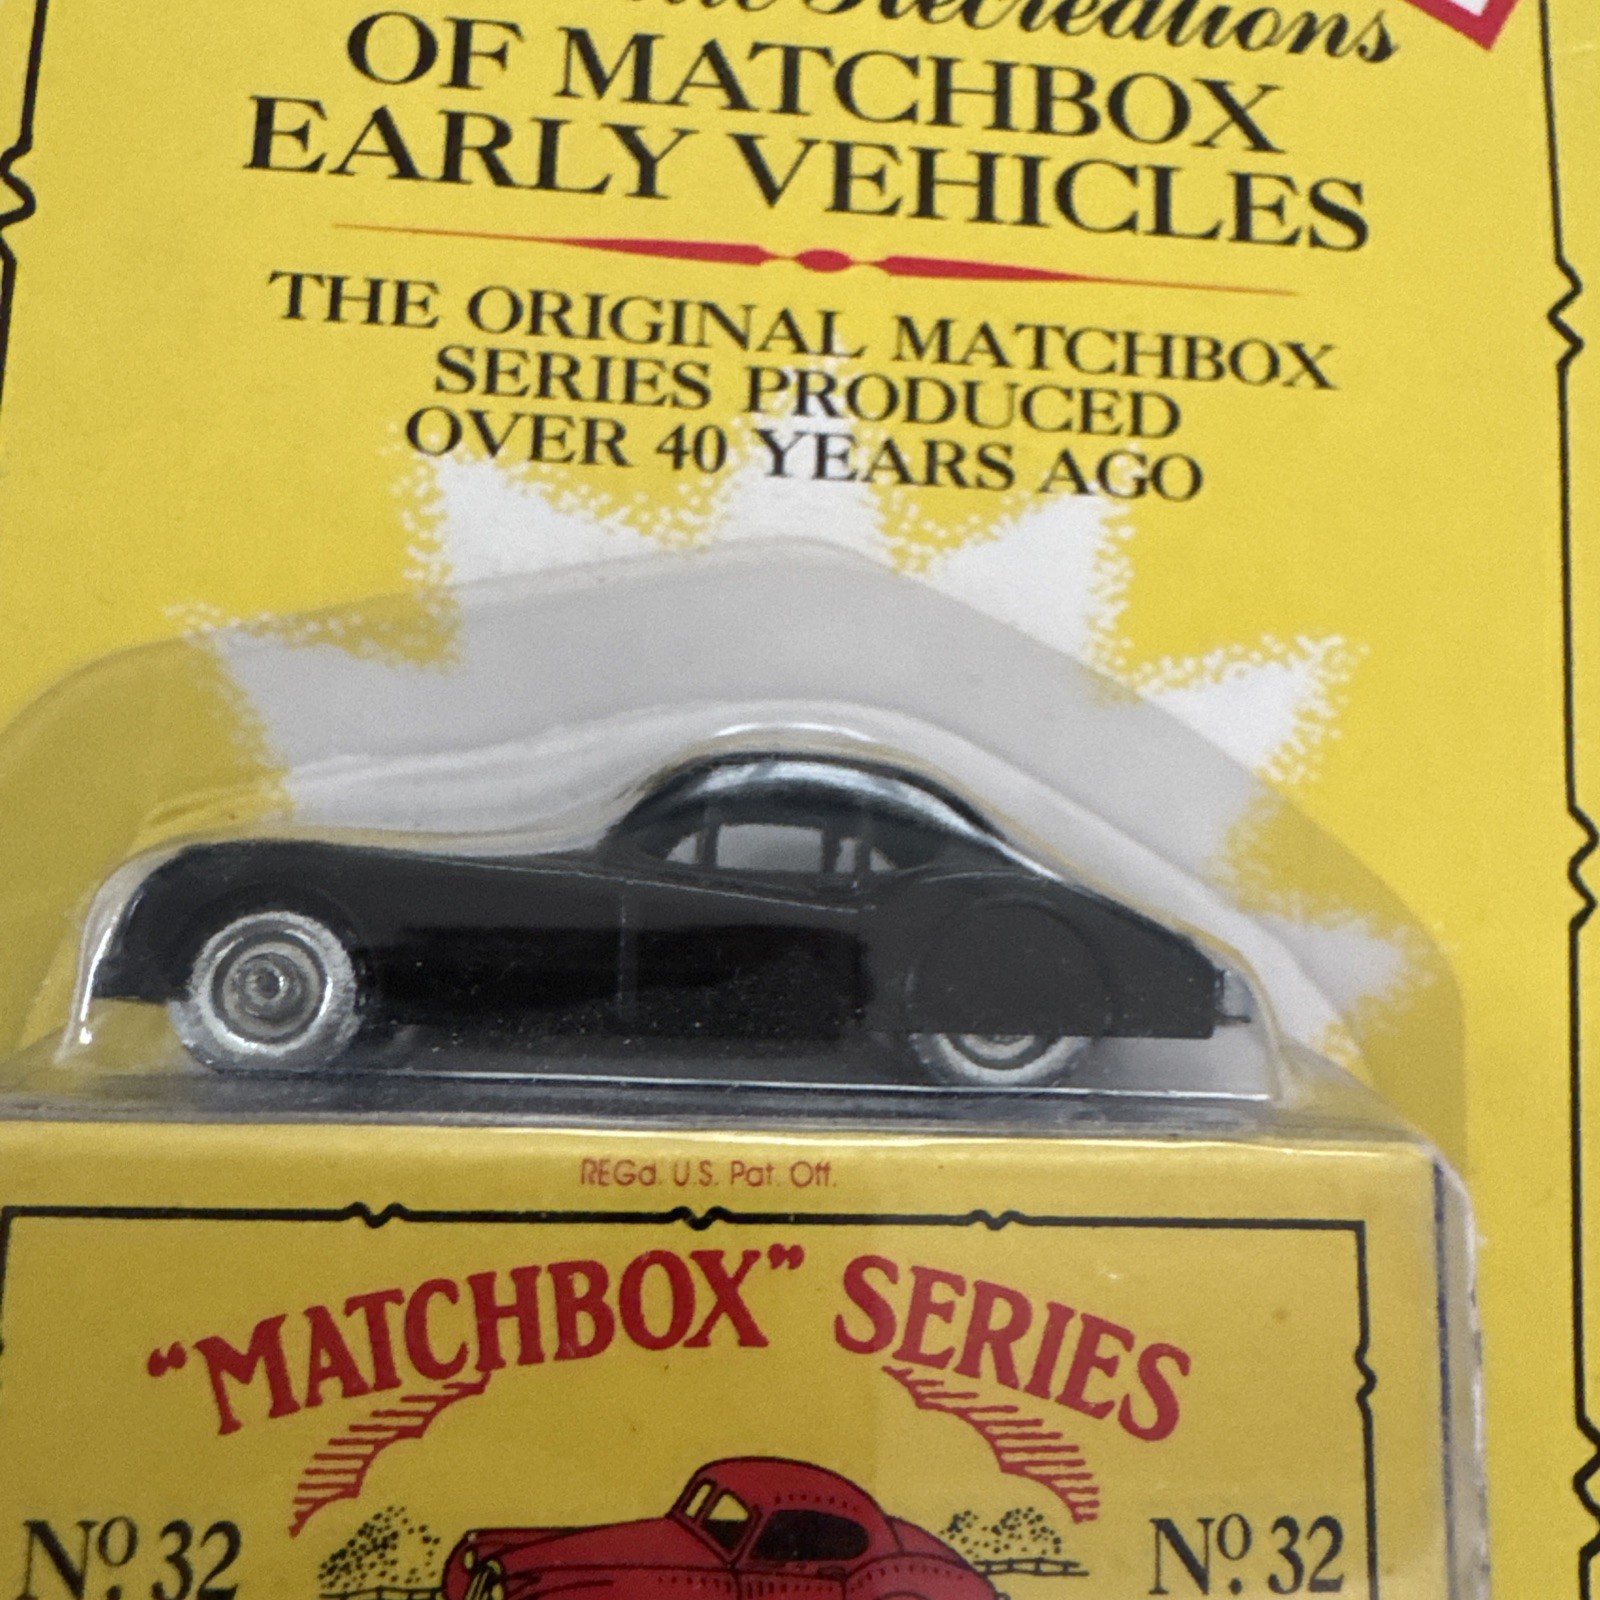 Recreations
OF MATCHBOX
EARLY VEHICLES
THE ORIGINAL MATCHBOX
SERIES PRODUCED
OVER 40 YEARS AGO
REGd. U.S. Pat. Off.
"MATCHBOX" SERIES
Nº. 32
Nº. 32